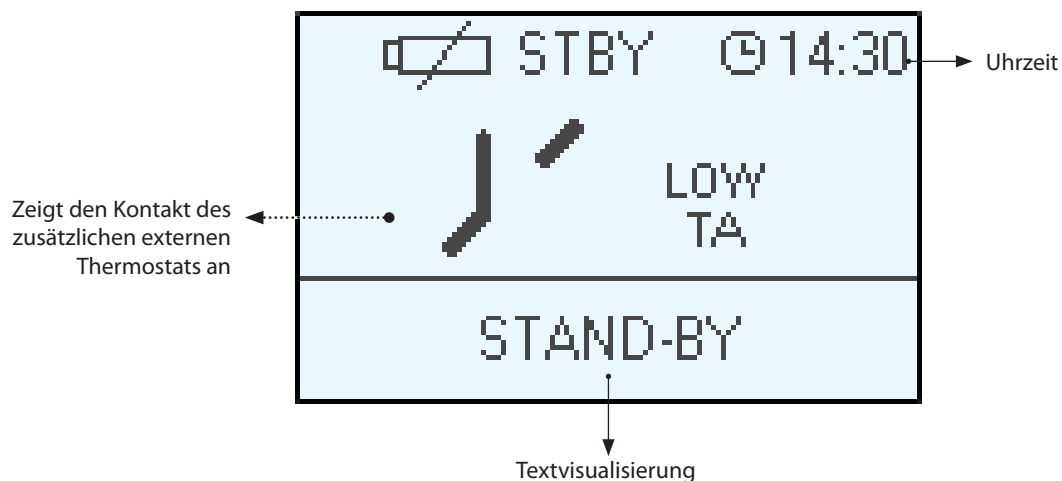 STBY 14:30
Uhrzeit
LOW
TA
Zeigt den Kontakt des
zusätzlichen externen
Thermostats an
STAND-BY
Textvisualisierung